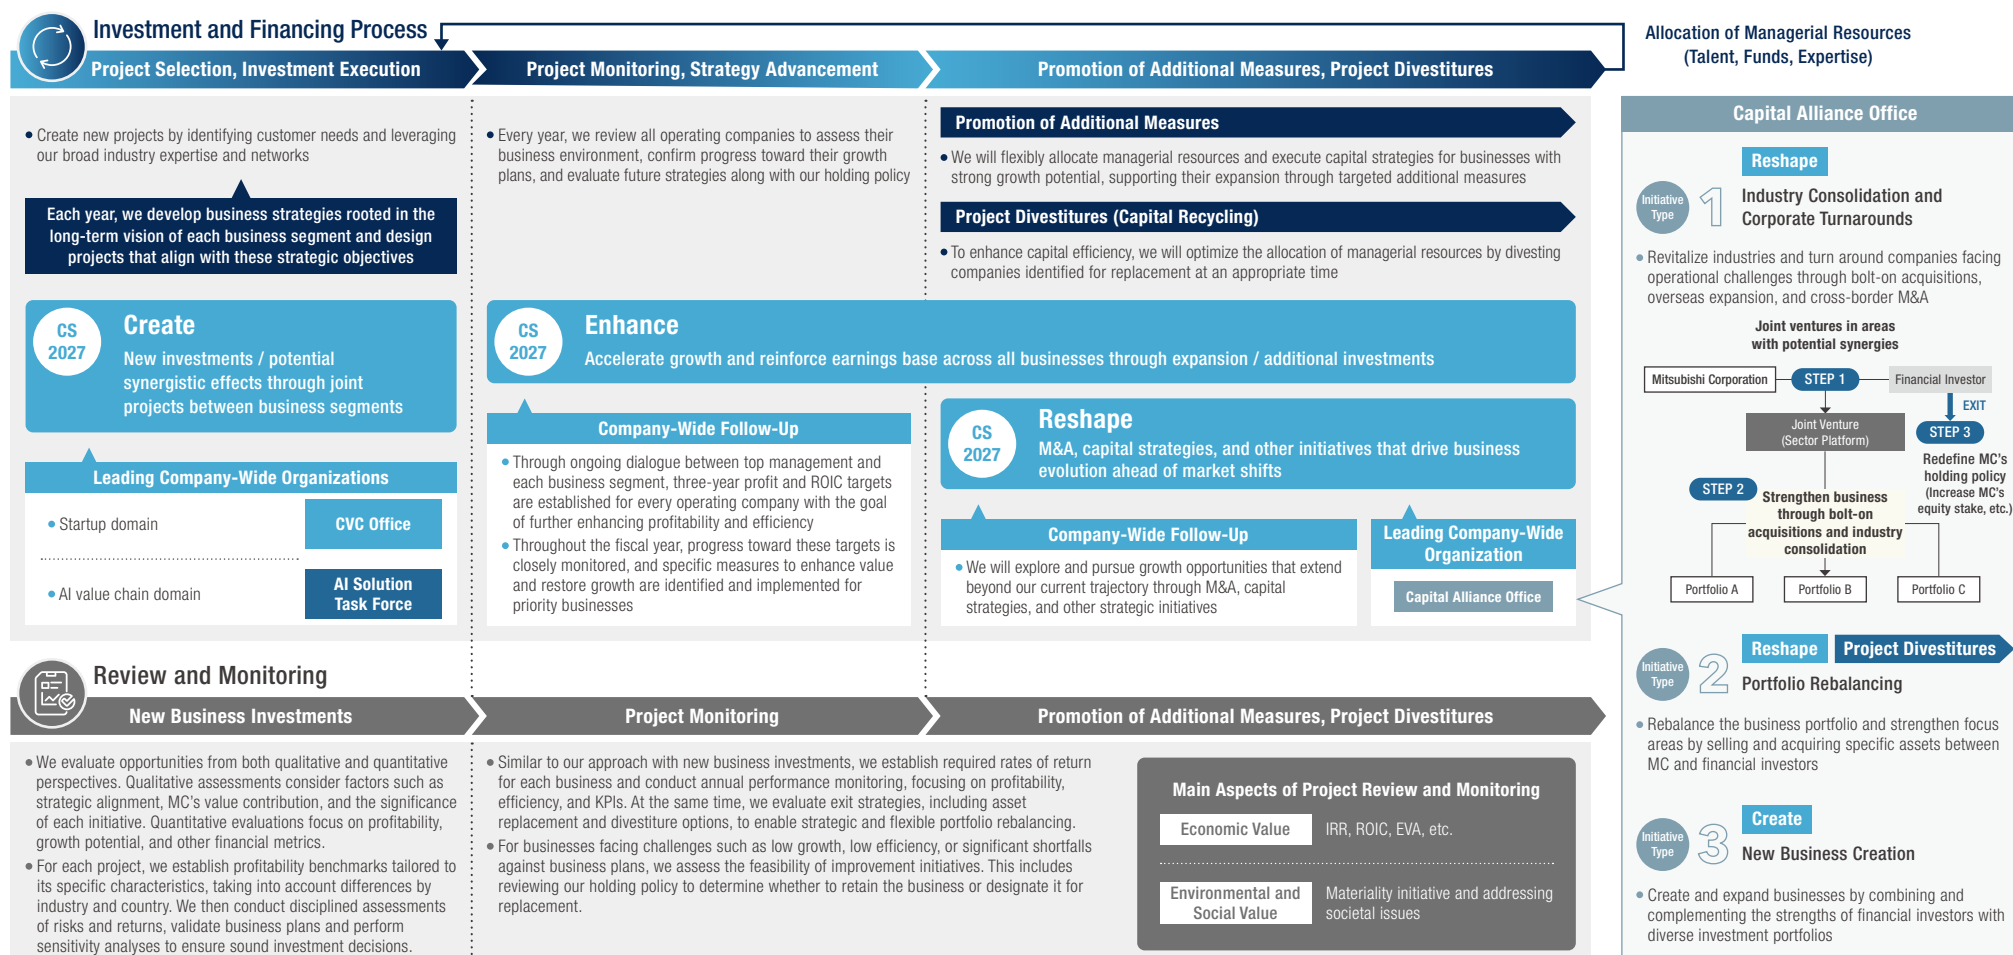 Investment and Financing Process
Allocation of Managerial Resources
(Talent, Funds, Expertise)
Project Selection, Investment Execution
Project Monitoring, Strategy Advancement
Promotion of Additional Measures, Project Divestitures
• Create new projects by identifying customer needs and leveraging
our broad industry expertise and networks
Each year, we develop business strategies rooted in the
long-term vision of each business segment and design
projects that align with these strategic objectives
• Every year, we review all operating companies to assess their
business environment, confirm progress toward their growth
plans, and evaluate future strategies along with our holding policy
Promotion of Additional Measures
• We will flexibly allocate managerial resources and execute capital strategies for businesses with
strong growth potential, supporting their expansion through targeted additional measures
Project Divestitures (Capital Recycling)
• To enhance capital efficiency, we will optimize the allocation of managerial resources by divesting
companies identified for replacement at an appropriate time
CS
2027
Create
New investments / potential
synergistic effects through joint
projects between business segments
CS
2027
Enhance
Accelerate growth and reinforce earnings base across all businesses through expansion / additional investments
Leading Company-Wide Organizations
• Startup domain
CVC Office
• AI value chain domain
AI Solution
Task Force
Company-Wide Follow-Up
• Through ongoing dialogue between top management and
each business segment, three-year profit and ROIC targets
are established for every operating company with the goal
of further enhancing profitability and efficiency
• Throughout the fiscal year, progress toward these targets is
closely monitored, and specific measures to enhance value
and restore growth are identified and implemented for
priority businesses
CS
2027
Reshape
M&A, capital strategies, and other initiatives that drive business
evolution ahead of market shifts
Company-Wide Follow-Up
• We will explore and pursue growth opportunities that extend
beyond our current trajectory through M&A, capital
strategies, and other strategic initiatives
Leading Company-Wide
Organization
Capital Alliance Office
Capital Alliance Office
Initiative
Type
1
Reshape
Industry Consolidation and
Corporate Turnarounds
• Revitalize industries and turn around companies facing
operational challenges through bolt-on acquisitions,
overseas expansion, and cross-border M&A
Joint ventures in areas
with potential synergies
Mitsubishi Corporation
STEP 1
Financial Investor
EXIT
Joint Venture
(Sector Platform)
STEP 3
Redefine MC's
holding policy
(Increase MC's
equity stake, etc.)
STEP 2
Strengthen business
through bolt-on
acquisitions and industry
consolidation
Portfolio A
Portfolio B
Portfolio C
Initiative
Type
2
Reshape
Project Divestitures
Portfolio Rebalancing
• Rebalance the business portfolio and strengthen focus
areas by selling and acquiring specific assets between
MC and financial investors
Initiative
Type
3
Create
New Business Creation
• Create and expand businesses by combining and
complementing the strengths of financial investors with
diverse investment portfolios
Review and Monitoring
New Business Investments
Project Monitoring
Promotion of Additional Measures, Project Divestitures
• We evaluate opportunities from both qualitative and quantitative
perspectives. Qualitative assessments consider factors such as
strategic alignment, MC's value contribution, and the significance
of each initiative. Quantitative evaluations focus on profitability,
growth potential, and other financial metrics.
• For each project, we establish profitability benchmarks tailored to
its specific characteristics, taking into account differences by
industry and country. We then conduct disciplined assessments
of risks and returns, validate business plans and perform
sensitivity analyses to ensure sound investment decisions.
• Similar to our approach with new business investments, we establish required rates of return
for each business and conduct annual performance monitoring, focusing on profitability,
efficiency, and KPIs. At the same time, we evaluate exit strategies, including asset
replacement and divestiture options, to enable strategic and flexible portfolio rebalancing.
• For businesses facing challenges such as low growth, low efficiency, or significant shortfalls
against business plans, we assess the feasibility of improvement initiatives. This includes
reviewing our holding policy to determine whether to retain the business or designate it for
replacement.
Main Aspects of Project Review and Monitoring
Economic Value
IRR, ROIC, EVA, etc.
Environmental and
Social Value
Materiality initiative and addressing
societal issues